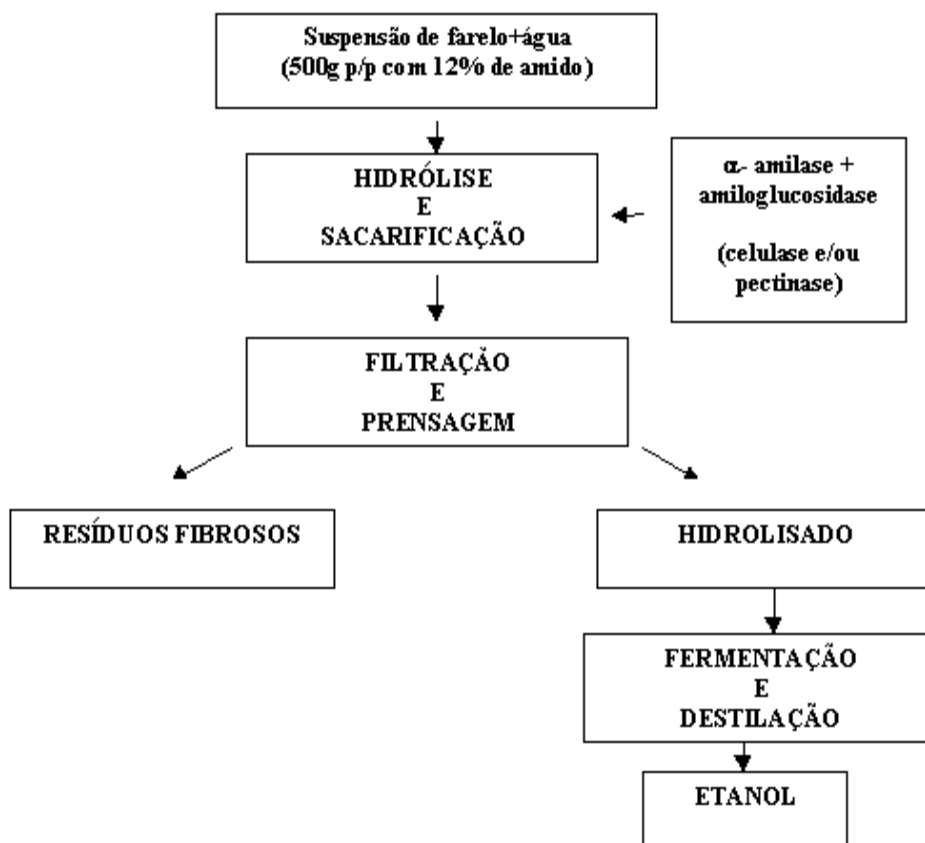 Suspensão de farelo+água
(500g p/p com 12% de amido)
HIDRÓLISE
E
SACARIFICAÇÃO
α- amilase +
amiloglucosidase
(celulase e/ou
pectinase)
FILTRAÇÃO
E
PRENSAGEM
RESÍDUOS FIBROSOS
HIDROLISADO
FERMENTAÇÃO
E
DESTILAÇÃO
ETANOL